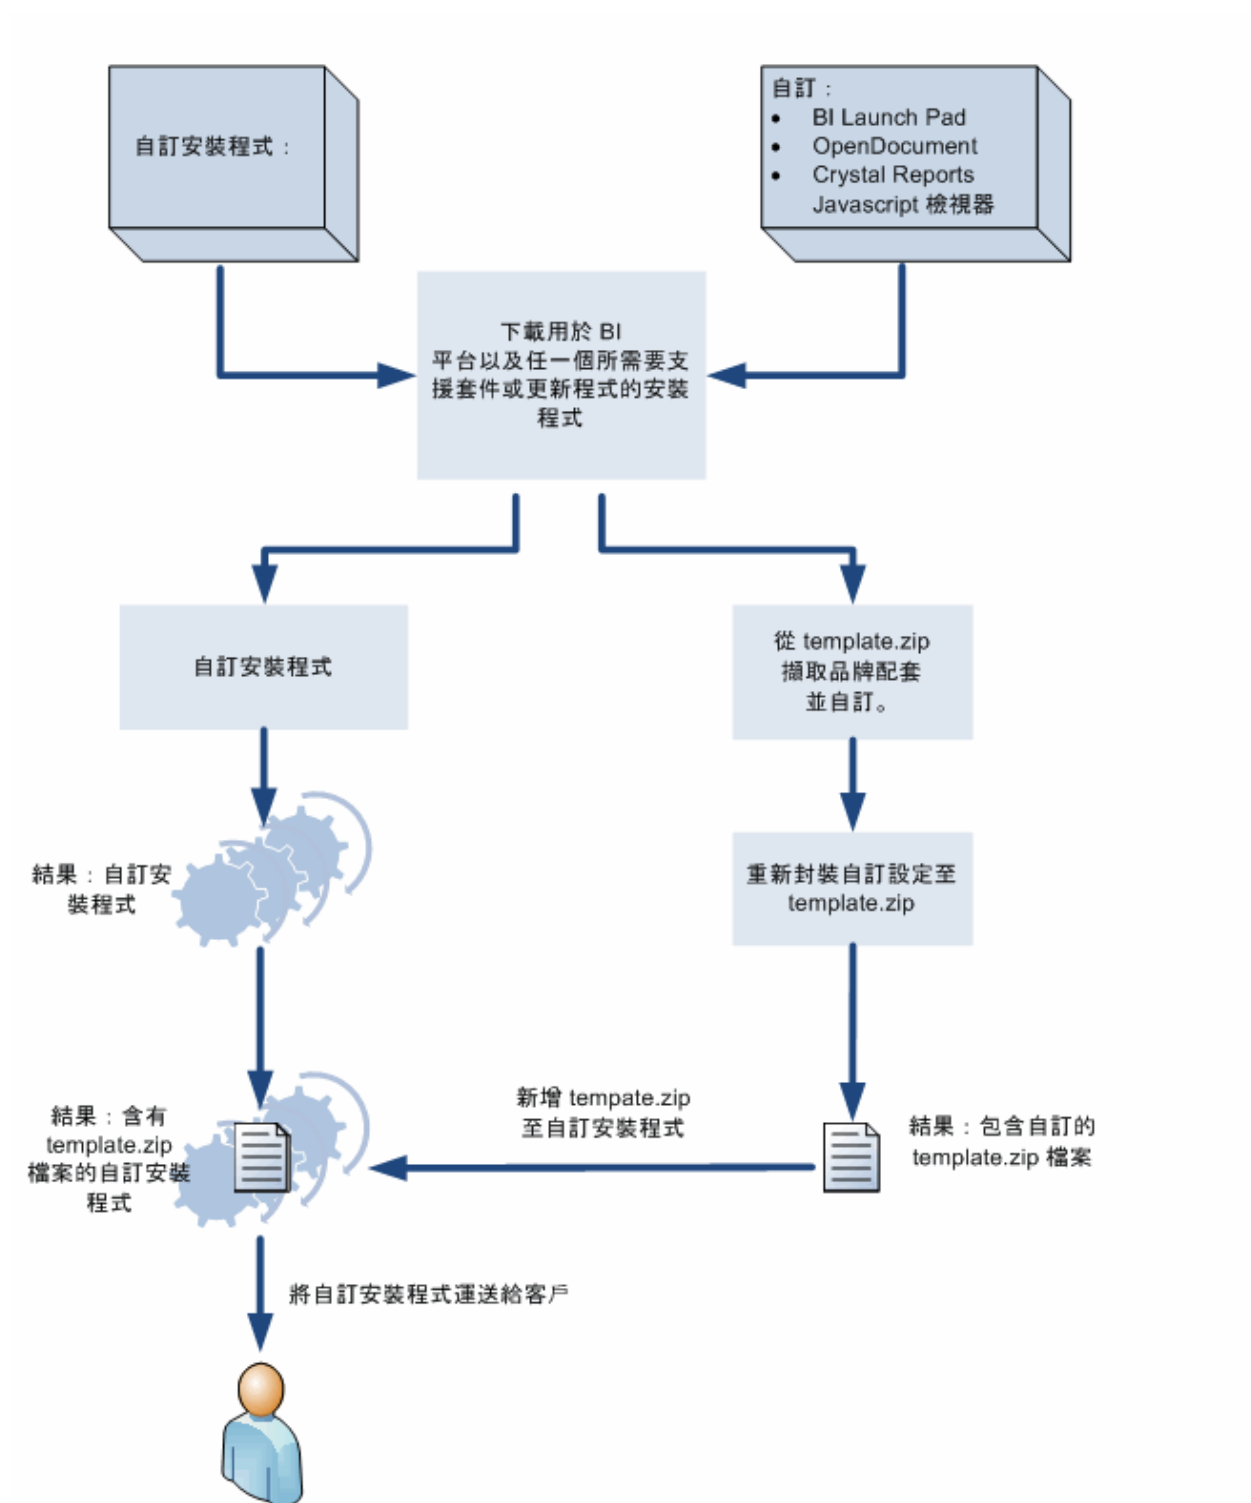 自訂安裝程式：
自訂：
• BI Launch Pad
• OpenDocument
• Crystal Reports
Javascript 檢視器
下載用於 BI
平台以及任一個所需要支
援套件或更新程式的安裝
程式
自訂安裝程式
從 template.zip
擷取品牌配套
並自訂。
結果：自訂安
裝程式
重新封裝自訂設定至
template.zip
新增 tempate.zip
至自訂安裝程式
結果：含有
template.zip
檔案的自訂安裝
程式
結果：包含自訂的
template.zip 檔案
將自訂安裝程式運送給客戶